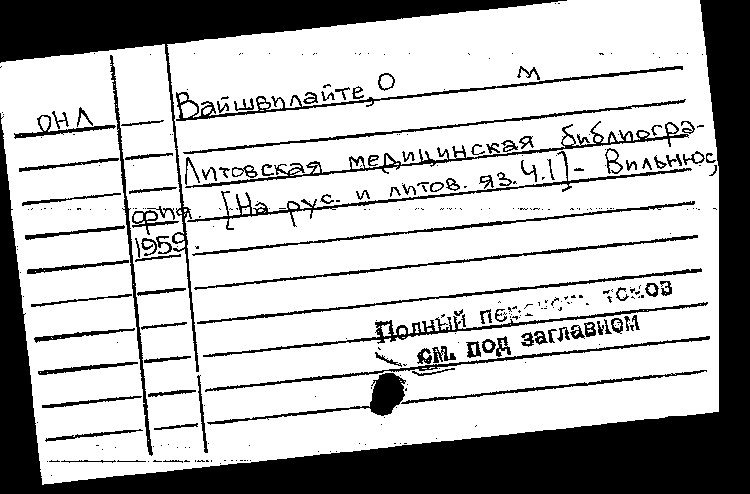 М
ОНЛ Вайшвплайте, О
Литовская медицинская библиогра-
фия. [На рус. и литов. яз. Ч.1] - Вильнюс,
1959.
Полный перечень томов
см. под заглавием